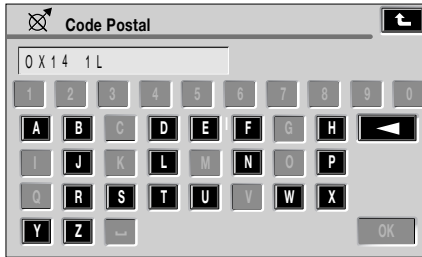 Code Postal
OX14 1L
1 2 3 4 5 6 7 8 9 0
A B C D E F G H
I J K L M N O P
Q R S T U V W X
Y Z OK